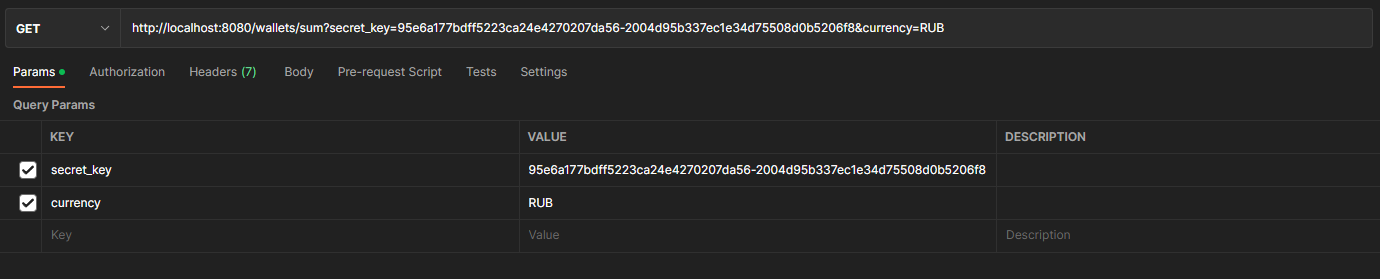 GET http://localhost:8080/wallets/sum?secret_key=95e6a177bdff5223ca24e4270207da56-2004d95b337ec1e34d75508d0b5206f8&currency=RUB
Params Authorization Headers (7) Body Pre-request Script Tests Settings
Query Params
KEY VALUE DESCRIPTION
secret_key 95e6a177bdff5223ca24e4270207da56-2004d95b337ec1e34d75508d0b5206f8
currency RUB
Key Value Description